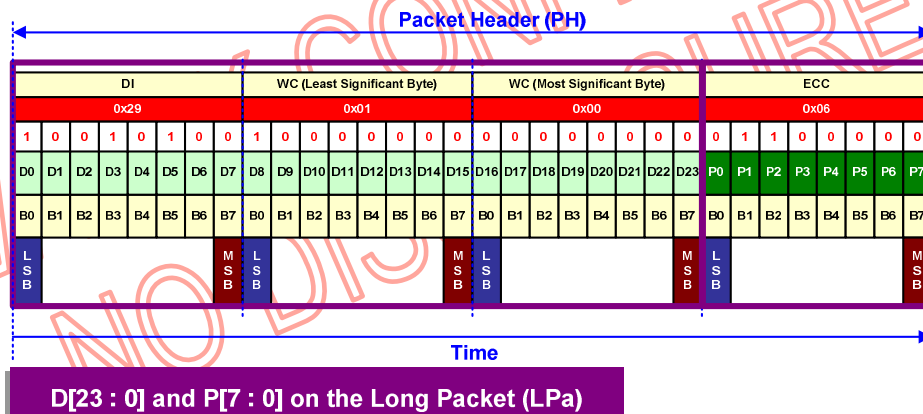 Packet Header (PH)
DI WC (Least Significant Byte) WC (Most Significant Byte) ECC
0x29 0x01 0x00 0x06
1 0 0 1 0 1 0 0 1 0 0 0 0 0 0 0 0 0 0 0 0 0 0 0 0 1 1 0 0 0 0 0
D0 D1 D2 D3 D4 D5 D6 D7 D8 D9 D10 D11 D12 D13 D14 D15 D16 D17 D18 D19 D20 D21 D22 D23 P0 P1 P2 P3 P4 P5 P6 P7
B0 B1 B2 B3 B4 B5 B6 B7 B0 B1 B2 B3 B4 B5 B6 B7 B0 B1 B2 B3 B4 B5 B6 B7 B0 B1 B2 B3 B4 B5 B6 B7
LSB MSB LSB MSB LSB MSB LSB MSB
Time
D[23 : 0] and P[7 : 0] on the Long Packet (LPa)